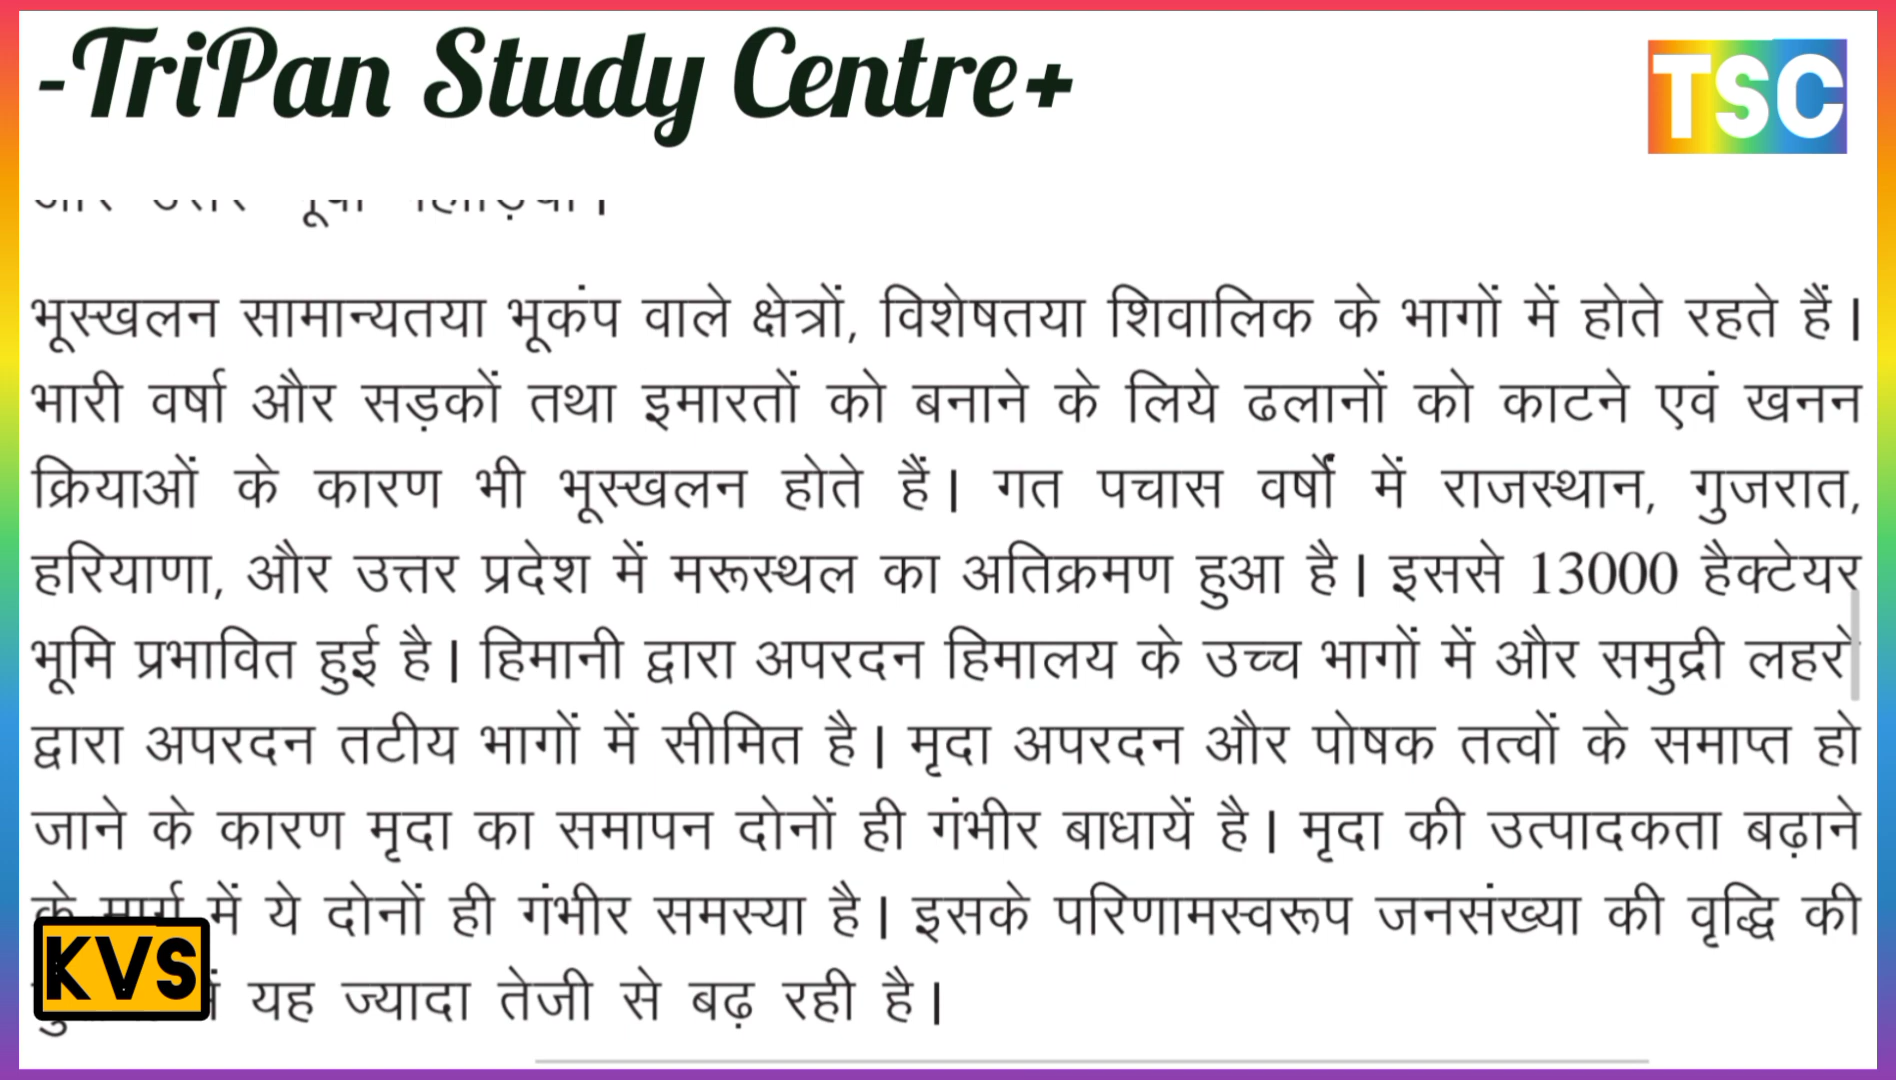 -TriPan Study Centre+
TSC
भूस्खलन सामान्यतया भूकंप वाले क्षेत्रों, विशेषतया शिवालिक के भागों में होते रहते हैं।
भारी वर्षा और सड़कों तथा इमारतों को बनाने के लिये ढलानों को काटने एवं खनन
क्रियाओं के कारण भी भूस्खलन होते हैं। गत पचास वर्षों में राजस्थान, गुजरात,
हरियाणा, और उत्तर प्रदेश में मरूस्थल का अतिक्रमण हुआ है। इससे 13000 हैक्टेयर
भूमि प्रभावित हुई है। हिमानी द्वारा अपरदन हिमालय के उच्च भागों में और समुद्री लहरों
द्वारा अपरदन तटीय भागों में सीमित है। मृदा अपरदन और पोषक तत्वों के समाप्त हो
जाने के कारण मृदा का समापन दोनों ही गंभीर बाधायें है। मृदा की उत्पादकता बढ़ाने
के मार्ग में ये दोनों ही गंभीर समस्या है। इसके परिणामस्वरूप जनसंख्या की वृद्धि की
यह ज्यादा तेजी से बढ़ रही है।
KVS